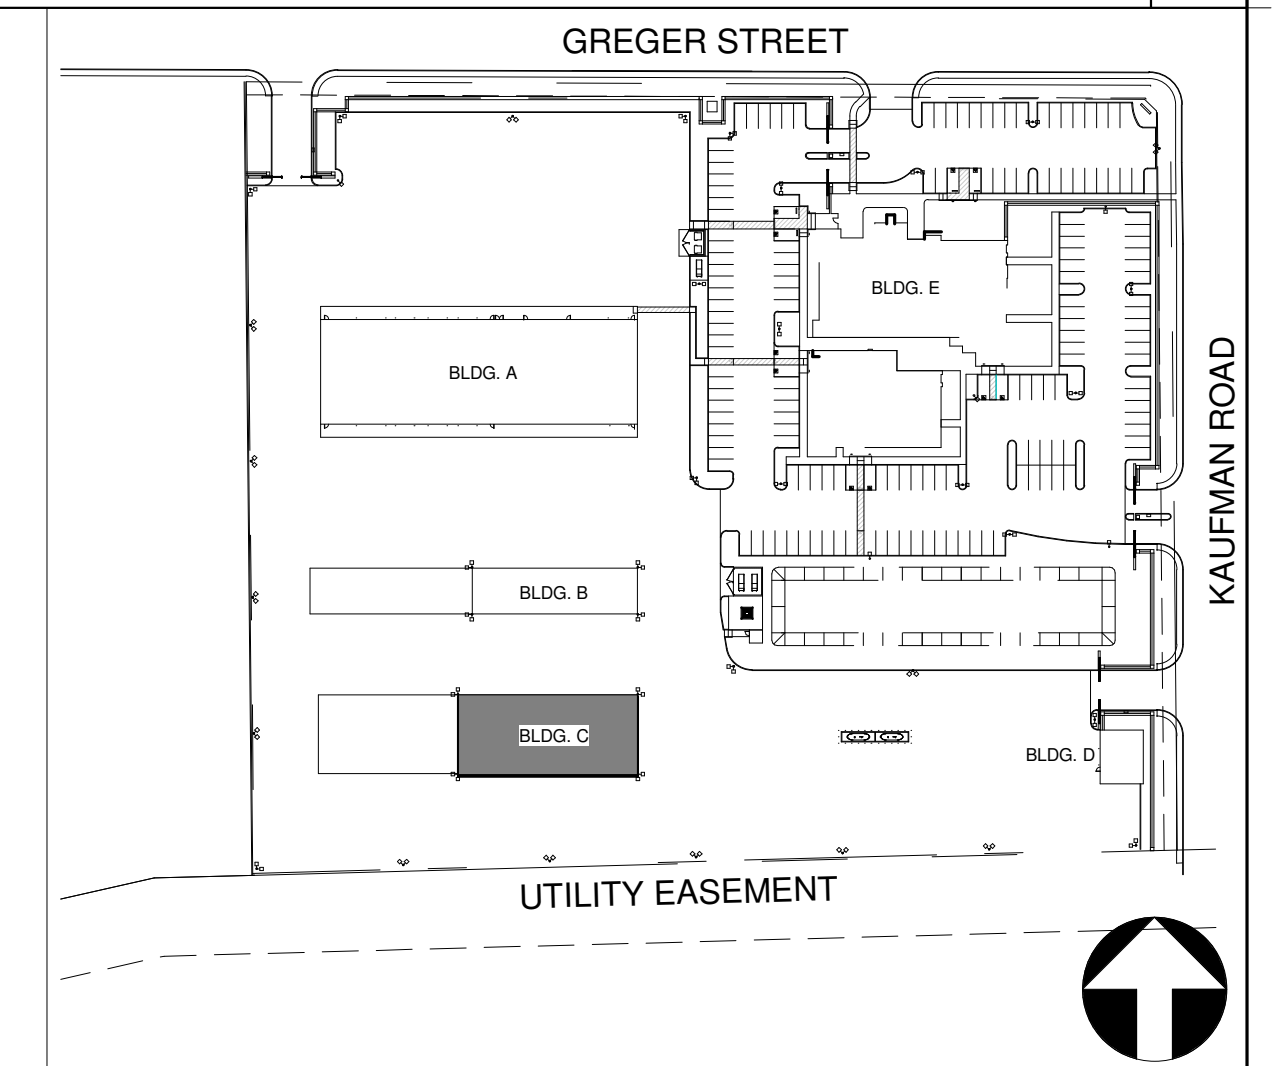 GREGER STREET
BLDG. E
BLDG. A
KAUFMAN ROAD
BLDG. B
BLDG. C
BLDG. D
UTILITY EASEMENT